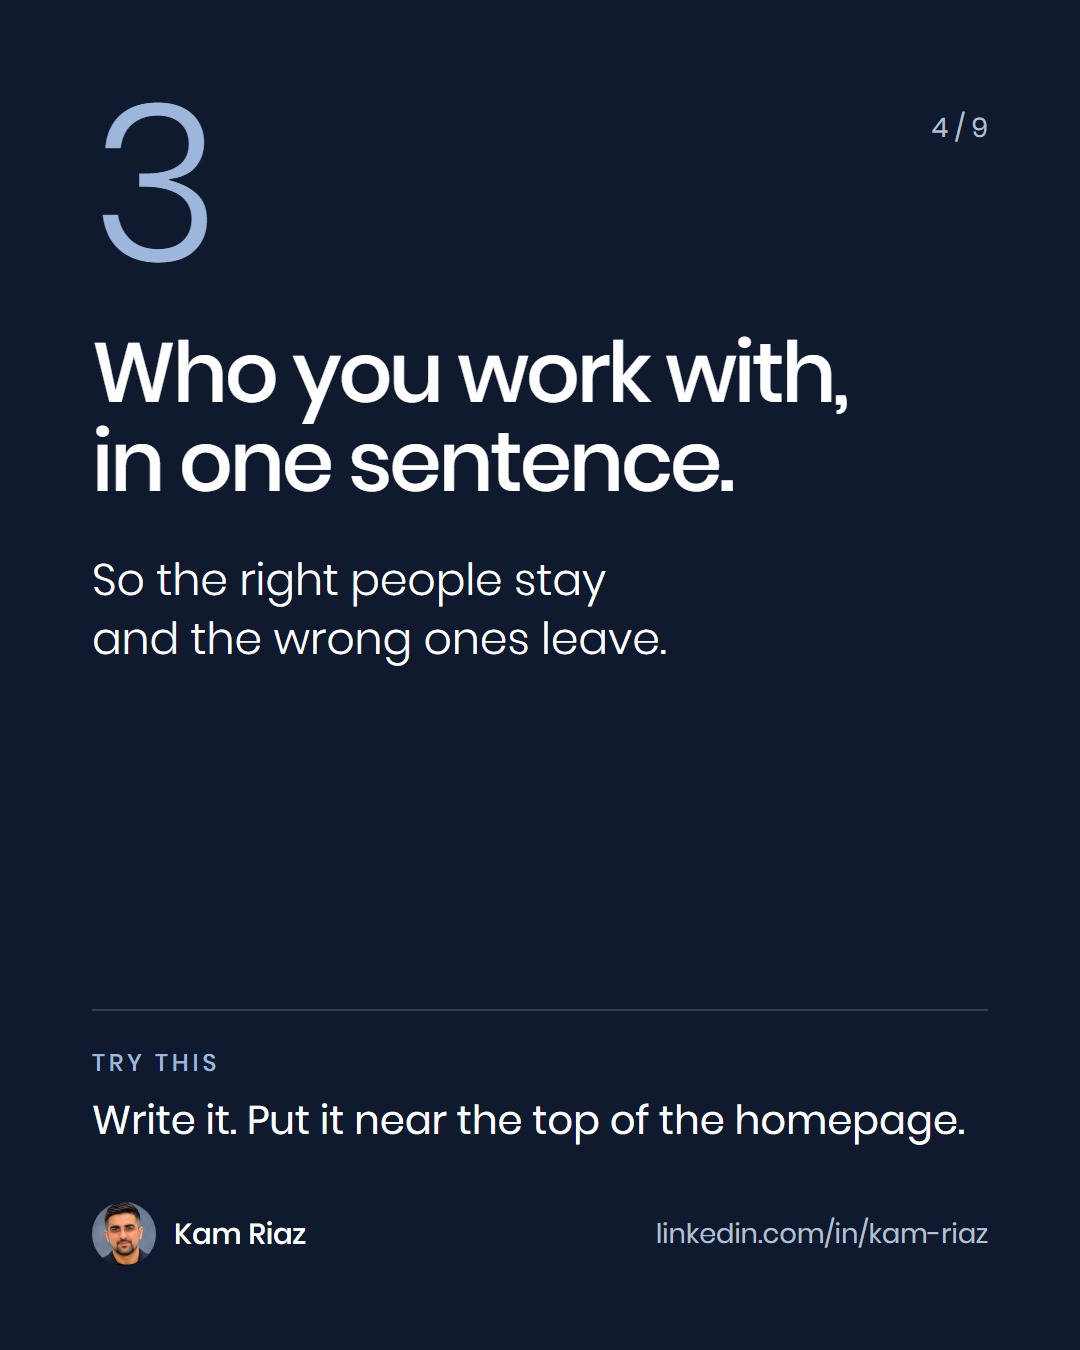 3
4 / 9
Who you work with,
in one sentence.
So the right people stay
and the wrong ones leave.
TRY THIS
Write it. Put it near the top of the homepage.
Kam Riaz
linkedin.com/in/kam-riaz